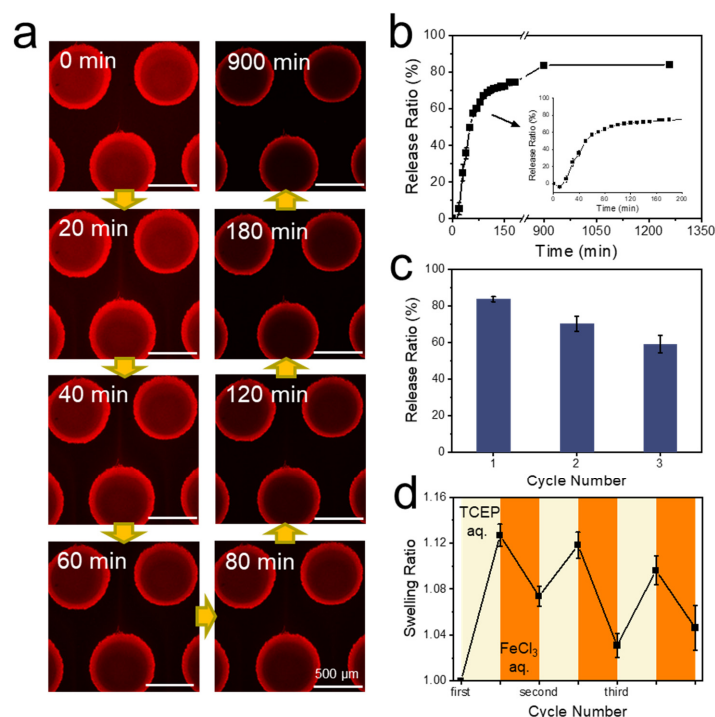 a
0 min
900 min
20 min
180 min
40 min
120 min
60 min
80 min
500 µm
b
100
80
60
40
20
0
Release Ratio (%)
0
150
900
1050
1200
1350
Time (min)
100
80
60
40
20
0
Release Ratio (%)
0
40
80
120
160
200
Time (min)
c
80
60
40
20
0
Release Ratio (%)
1
2
3
Cycle Number
d
1.16
1.12
1.08
1.04
1.00
Swelling Ratio
TCEP
aq.
FeCl₃
aq.
first
second
third
Cycle Number